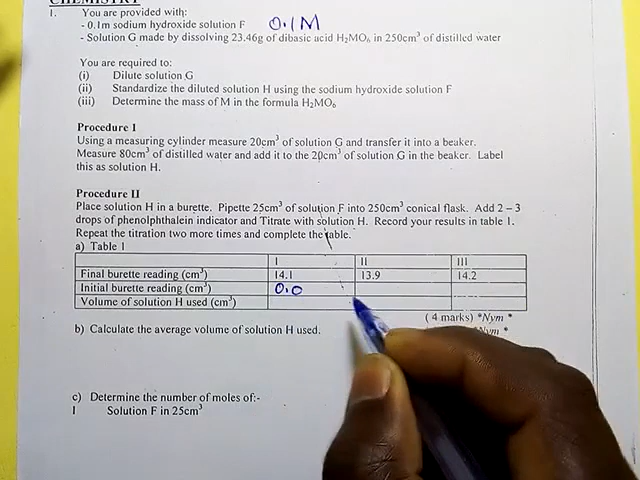 CHEMISTRY
1. You are provided with:
- 0.1m sodium hydroxide solution F 0.1M
- Solution G made by dissolving 23.46g of dibasic acid H₂MO₆ in 250cm³ of distilled water
You are required to:
(i) Dilute solution G
(ii) Standardize the diluted solution H using the sodium hydroxide solution F
(iii) Determine the mass of M in the formula H₂MO₆
Procedure I
Using a measuring cylinder measure 20cm³ of solution G and transfer it into a beaker.
Measure 80cm³ of distilled water and add it to the 20cm³ of solution G in the beaker. Label
this as solution H.
Procedure II
Place solution H in a burette. Pipette 25cm³ of solution F into 250cm³ conical flask. Add 2 – 3
drops of phenolphthalein indicator and Titrate with solution H. Record your results in table 1.
Repeat the titration two more times and complete the table.
a) Table 1
I II III
Final burette reading (cm³) 14.1 13.9 14.2
Initial burette reading (cm³) 0.0
Volume of solution H used (cm³)
( 4 marks) *Nym *
b) Calculate the average volume of solution H used. *Nym *
c) Determine the number of moles of:-
I Solution F in 25cm³